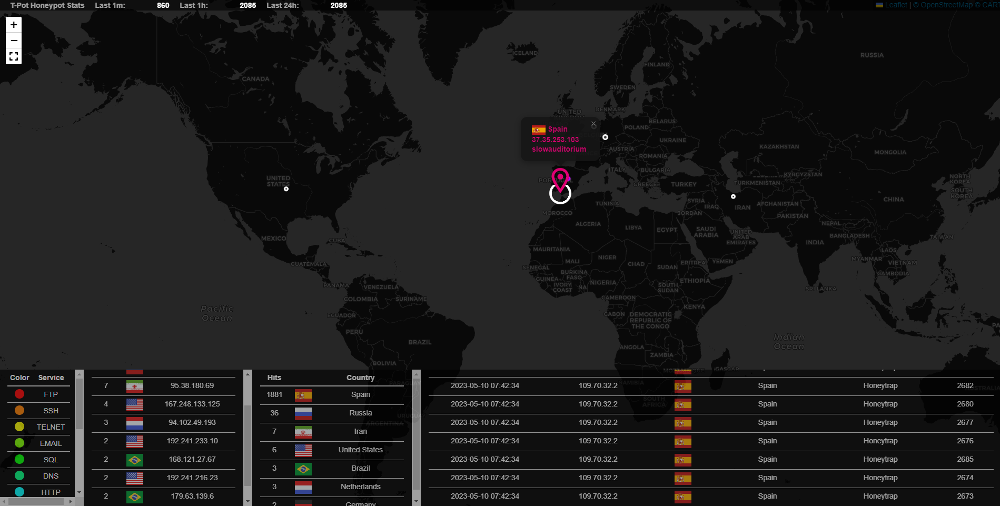 T-Pot Honeypot Stats Last 1m: 860 Last 1h: 2085 Last 24h: 2085
Leaflet | © OpenStreetMap © CART
+
−
ICELAND
RUSSIA
FINLAND
CANADA
SWEDEN
DENMARK
UNITED
KINGDOM
BELARUS
POLAND
Spain
37.35.253.103
slowauditorium
UKRAINE
KAZAKHSTAN
AUSTRIA
MONGOLIA
ROMANIA
ITALY
BULGARIA
KYRGYZSTAN
NORTH
KOREA
UNITED
STATES
PORTUGAL
GREECE
TURKEY
TURKMENISTAN
SOUTH
KOREA
CHINA
TUNISIA
SYRIA
IRAQ
IRAN
AFGHANISTAN
MOROCCO
JORDAN
PAKISTAN
ALGERIA
LIBYA
EGYPT
SAUDI
ARABIA
UNITED
ARAB
EMIRATES
NEPAL
BANGLADESH
TAIWAN
MEXICO
CUBA
INDIA
MAURITANIA
LAOS
MALI
NIGER
CHAD
SUDAN
ERITREA
YEMEN
MYANMAR
VIETNAM
GUATEMALA
SENEGAL
BURKINA
FASO
CAMBODIA
GUINEA
IVORY
COAST
NA
NIGERIA
SOUTH
SUDAN
ETHIOPIA
SRI LANKA
PANAMA
VENEZUELA
COLOMBIA
SURINAME
CAMEROON
KENYA
Pacific
Ocean
ECUADOR
GABON
DEMOCRATIC
REPUBLIC OF
THE CONGO
PERU
BRAZIL
Indian
Ocean
ANGOLA
ZAMBIA
BOLIVIA
MOZAMBIQUE
GASCAR
PARAGUAY
NAMIBIA
SOUTH
AFRICA
URUGUAY
ARGENTINA
AUSTRALIA
Color Service
FTP
SSH
TELNET
EMAIL
SQL
DNS
HTTP
7 95.38.180.69
4 167.248.133.125
3 94.102.49.193
2 192.241.233.10
2 168.121.27.67
2 192.241.216.23
2 179.63.139.6
Hits Country
1881 Spain
36 Russia
7 Iran
6 United States
3 Brazil
3 Netherlands
2 Germany
2023-05-10 07:42:34 109.70.32.2 Spain Honeytrap 2682
2023-05-10 07:42:34 109.70.32.2 Spain Honeytrap 2680
2023-05-10 07:42:34 109.70.32.2 Spain Honeytrap 2677
2023-05-10 07:42:34 109.70.32.2 Spain Honeytrap 2676
2023-05-10 07:42:34 109.70.32.2 Spain Honeytrap 2685
2023-05-10 07:42:34 109.70.32.2 Spain Honeytrap 2674
2023-05-10 07:42:34 109.70.32.2 Spain Honeytrap 2673